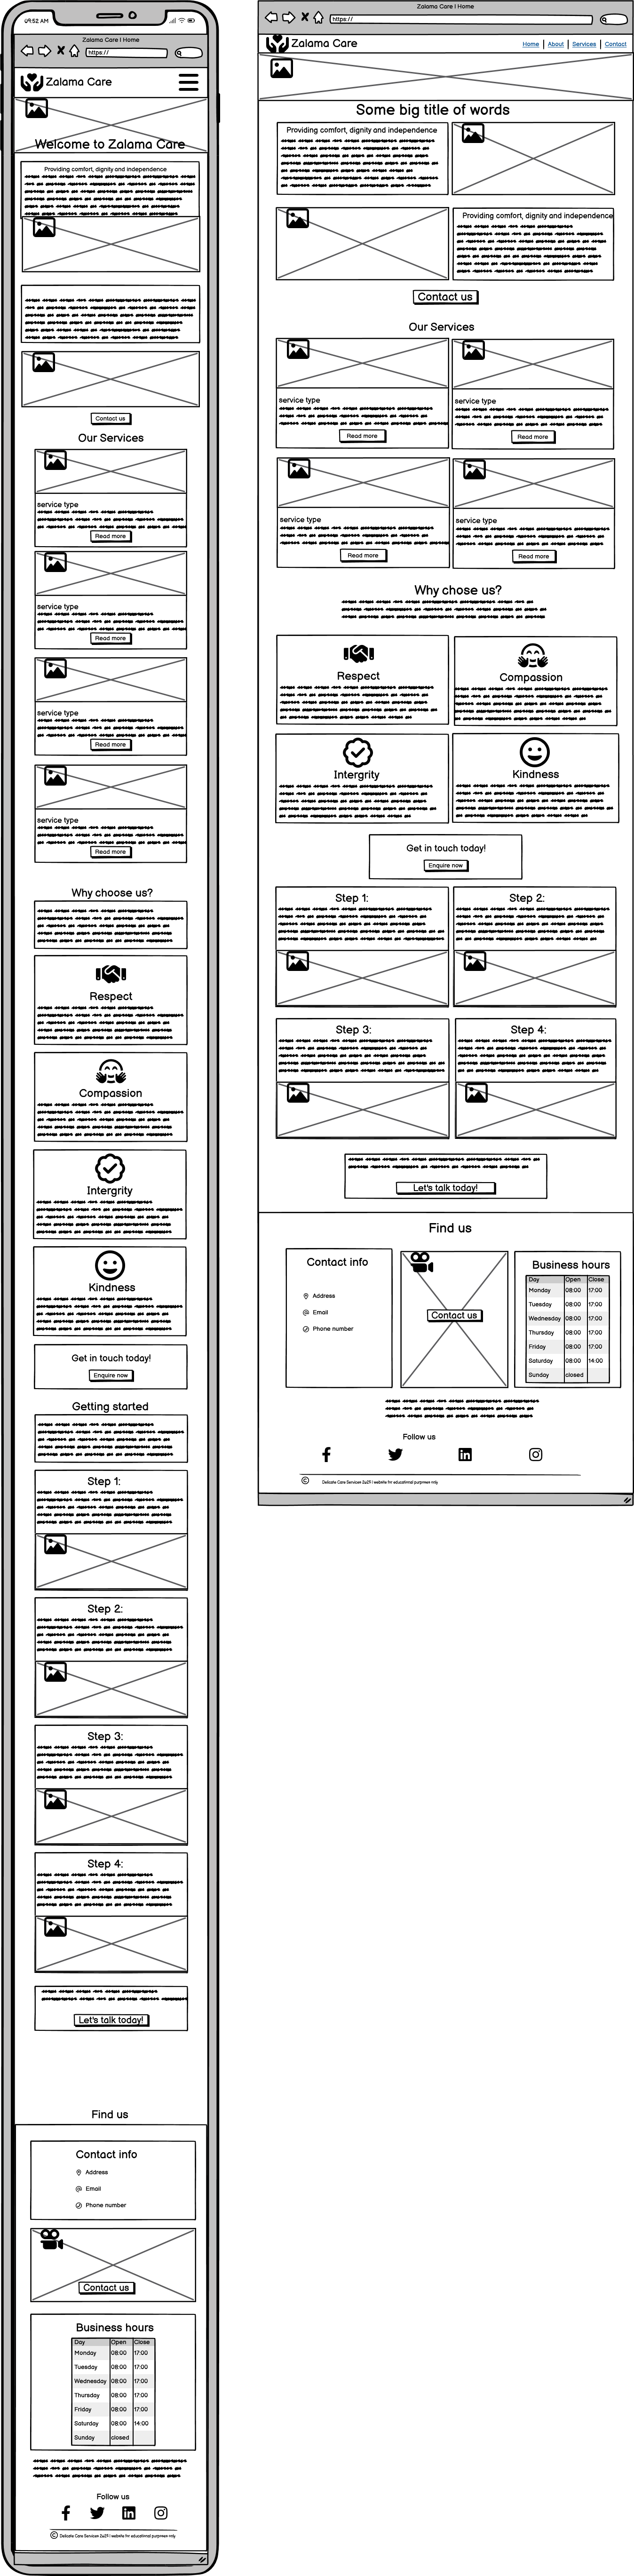 09:52 AM
Zalama Care | Home
https://
Zalama Care
Welcome to Zalama Care
Providing comfort, dignity and independence
Contact us
Our Services
service type
Read more
service type
Read more
service type
Read more
service type
Read more
Why choose us?
Respect
Compassion
Intergrity
Kindness
Get in touch today!
Enquire now
Getting started
Step 1:
Step 2:
Step 3:
Step 4:
Let's talk today!
Find us
Contact info
Address
Email
Phone number
Contact us
Business hours
Day Open Close
Monday 08:00 17:00
Tuesday 08:00 17:00
Wednesday 08:00 17:00
Thursday 08:00 17:00
Friday 08:00 17:00
Saturday 08:00 14:00
Sunday closed
Follow us
Delicate Care Services | website for educational purposes only
Zalama Care | Home
https://
Zalama Care
Home | About | Services | Contact
Some big title of words
Providing comfort, dignity and independence
Providing comfort, dignity and independence
Contact us
Our Services
service type
Read more
service type
Read more
service type
Read more
service type
Read more
Why chose us?
Respect
Compassion
Intergrity
Kindness
Get in touch today!
Enquire now
Step 1:
Step 2:
Step 3:
Step 4:
Let's talk today!
Find us
Contact info
Address
Email
Phone number
Contact us
Business hours
Day Open Close
Monday 08:00 17:00
Tuesday 08:00 17:00
Wednesday 08:00 17:00
Thursday 08:00 17:00
Friday 08:00 17:00
Saturday 08:00 14:00
Sunday closed
Follow us
Delicate Care Services | website for educational purposes only